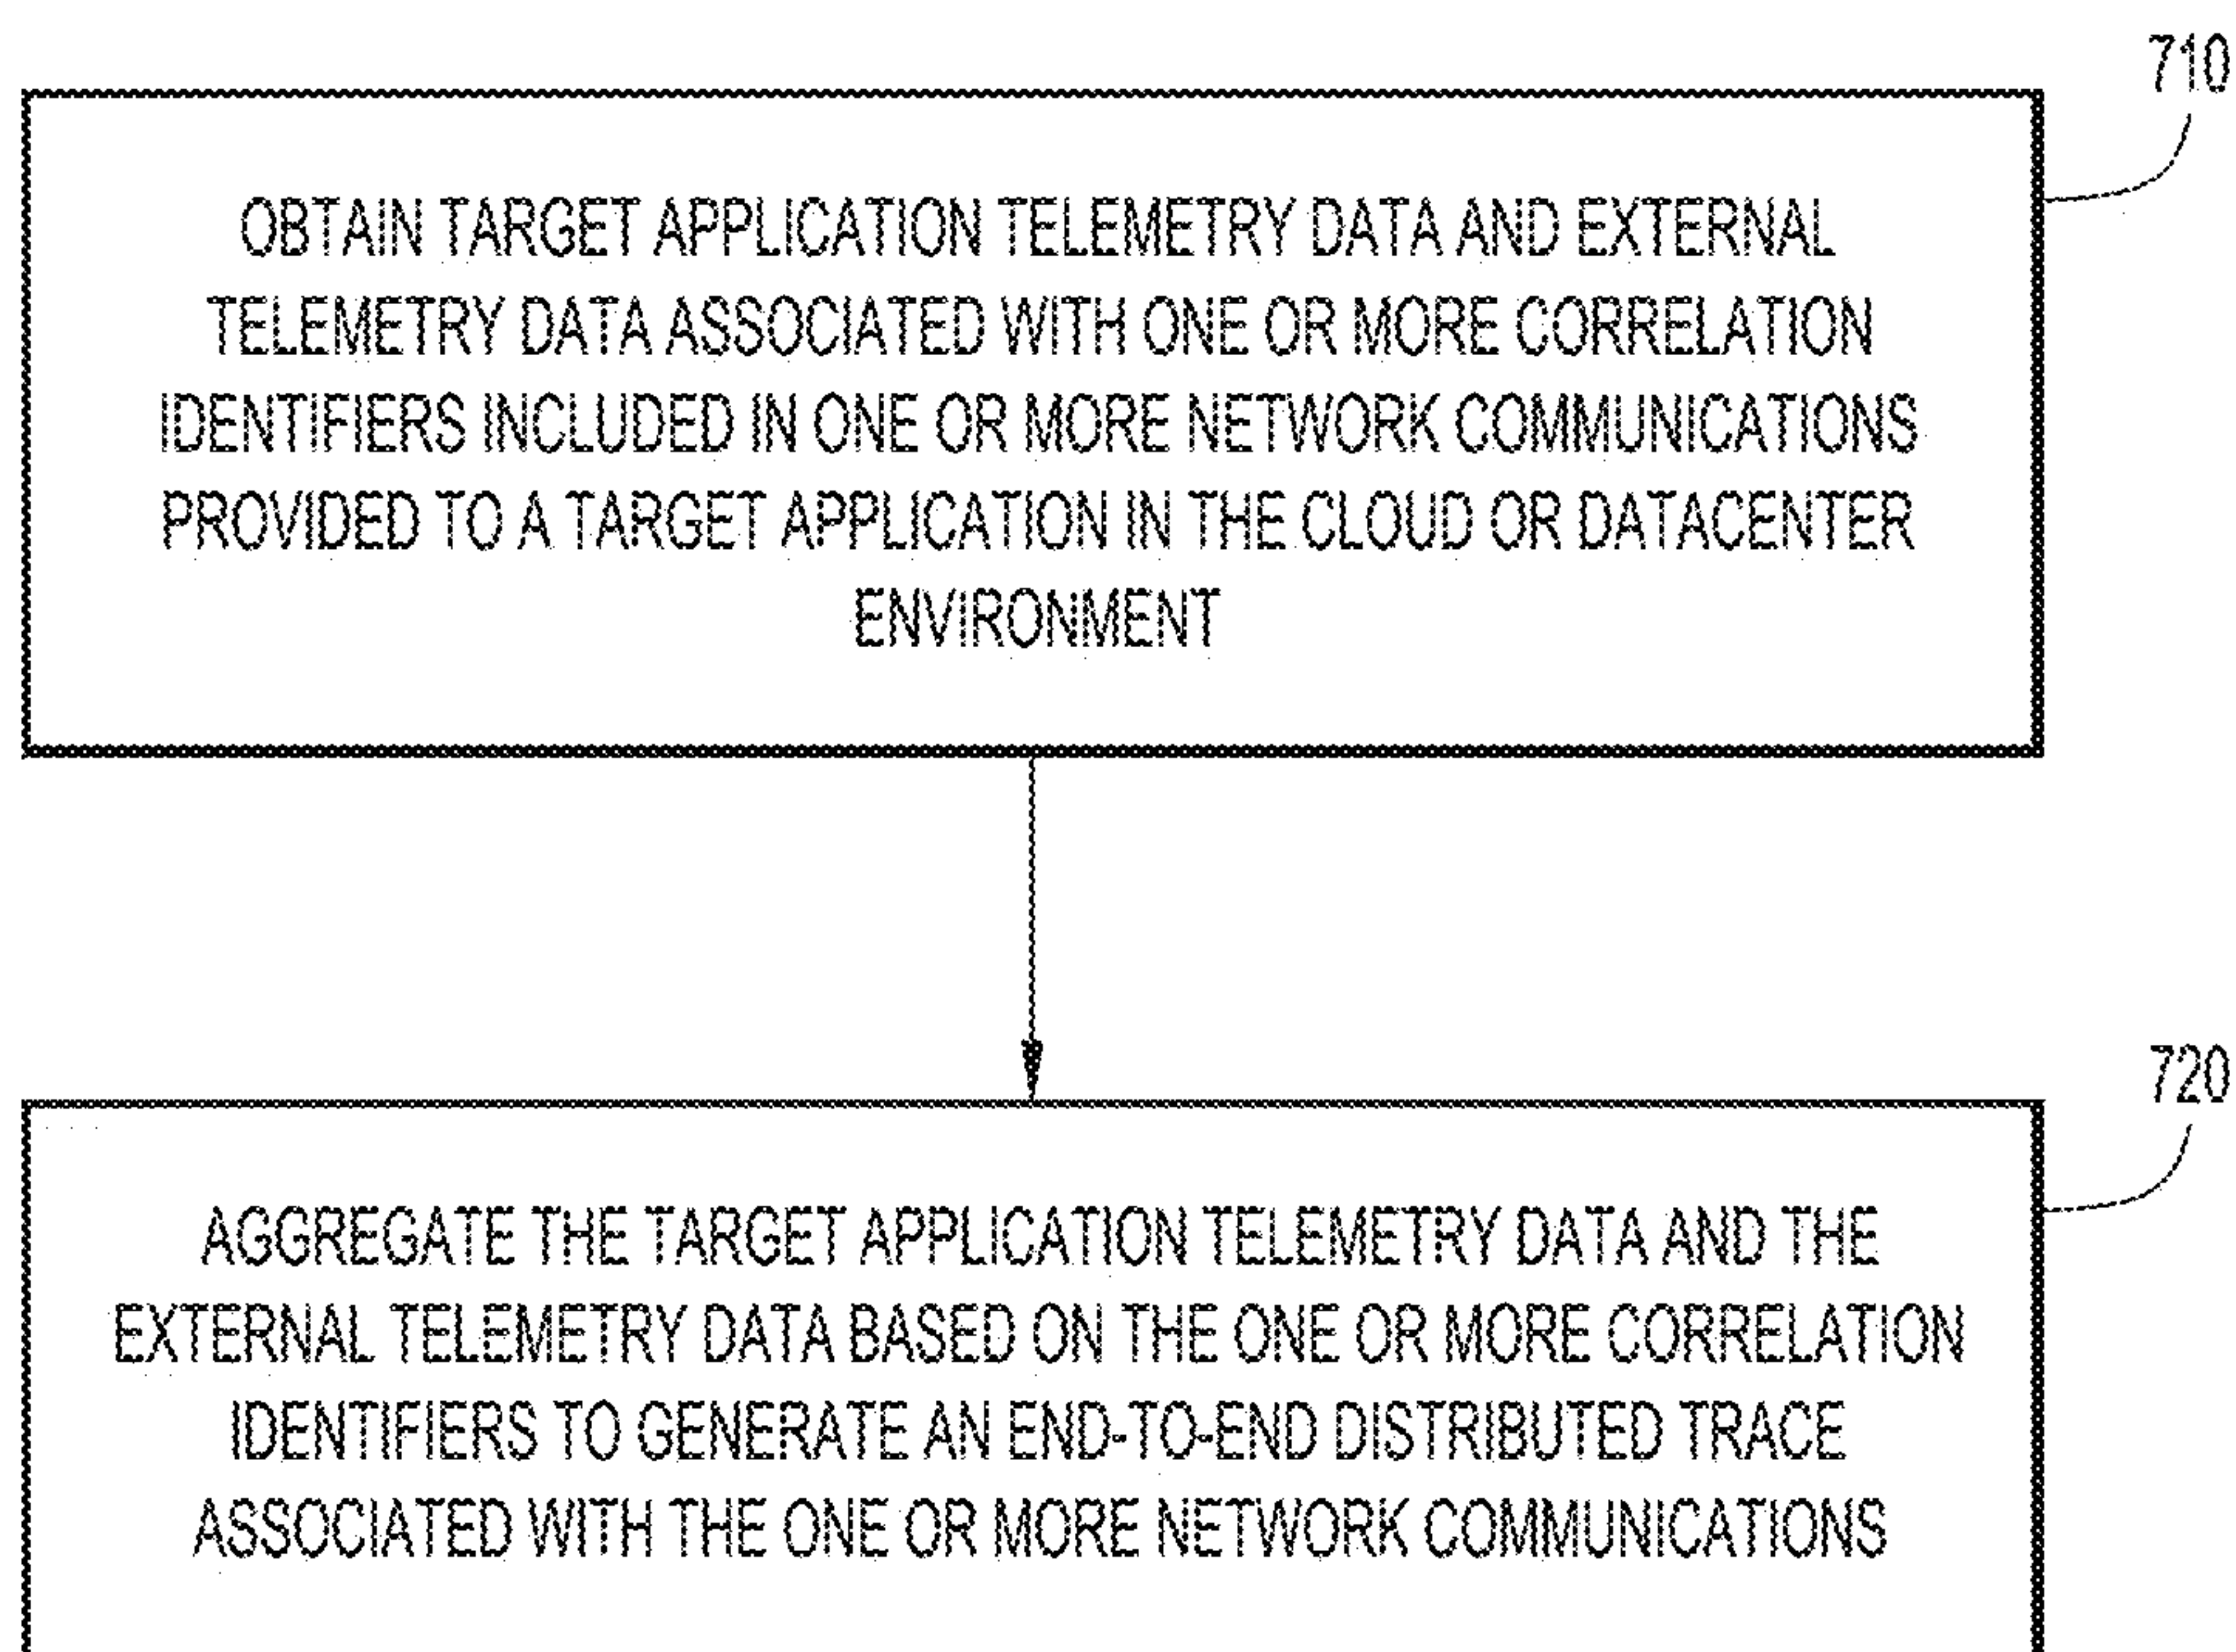 710
OBTAIN TARGET APPLICATION TELEMETRY DATA AND EXTERNAL
TELEMETRY DATA ASSOCIATED WITH ONE OR MORE CORRELATION
IDENTIFIERS INCLUDED IN ONE OR MORE NETWORK COMMUNICATIONS
PROVIDED TO A TARGET APPLICATION IN THE CLOUD OR DATACENTER
ENVIRONMENT
720
AGGREGATE THE TARGET APPLICATION TELEMETRY DATA AND THE
EXTERNAL TELEMETRY DATA BASED ON THE ONE OR MORE CORRELATION
IDENTIFIERS TO GENERATE AN END-TO-END DISTRIBUTED TRACE
ASSOCIATED WITH THE ONE OR MORE NETWORK COMMUNICATIONS